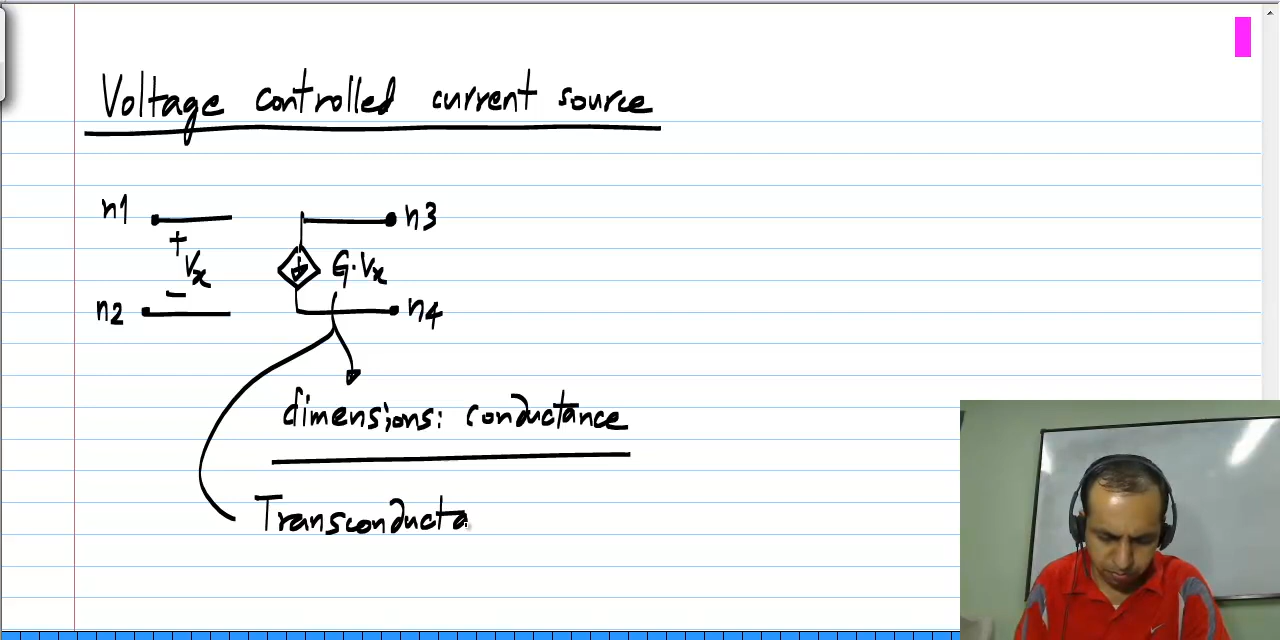 Voltage controlled current source
n1
n3
+
Vx
G.Vx
-
n2
n4
dimensions: conductance
Transconducta